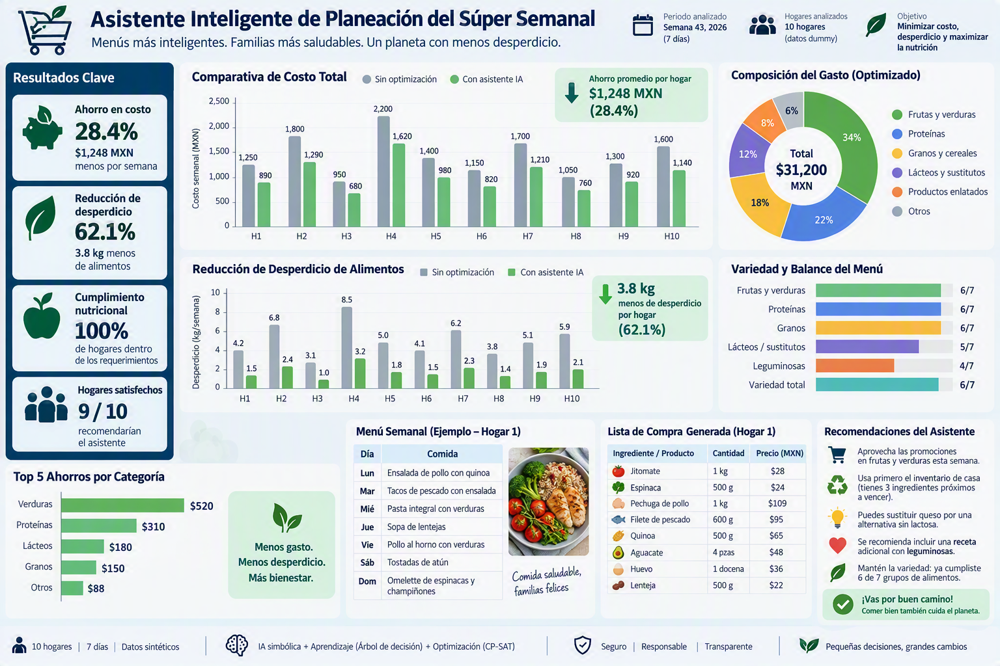 Asistente Inteligente de Planeación del Súper Semanal
Menús más inteligentes. Familias más saludables. Un planeta con menos desperdicio.
Periodo analizado
Semana 43, 2026
(7 días)
Hogares analizados
10 hogares
(datos dummy)
Objetivo
Minimizar costo,
desperdicio y maximizar
la nutrición
Resultados Clave
Ahorro en costo
28.4%
$1,248 MXN
menos por semana
Reducción de
desperdicio
62.1%
3.8 kg menos
de alimentos
Cumplimiento
nutricional
100%
de hogares dentro
de los requerimientos
Hogares satisfechos
9 / 10
recomendarían
el asistente
Comparativa de Costo Total
Sin optimización
Con asistente IA
Ahorro promedio por hogar
$1,248 MXN
(28.4%)
Costo semanal (MXN)
2,500
2,000
1,500
1,000
500
0
1,250
890
1,800
1,290
950
680
2,200
1,620
1,400
980
1,150
820
1,700
1,210
1,050
760
1,300
920
1,600
1,140
H1
H2
H3
H4
H5
H6
H7
H8
H9
H10
Composición del Gasto (Optimizado)
34%
22%
18%
12%
8%
6%
Total
$31,200
MXN
Frutas y verduras
Proteínas
Granos y cereales
Lácteos y sustitutos
Productos enlatados
Otros
Reducción de Desperdicio de Alimentos
Sin optimización
Con asistente IA
3.8 kg
menos de desperdicio
por hogar
(62.1%)
Desperdicio (kg/semana)
10
8
6
4
2
0
4.2
1.5
6.8
2.4
3.1
1.0
8.5
3.2
5.0
1.8
4.1
1.5
6.2
2.3
3.8
1.4
5.1
1.9
5.9
2.1
H1
H2
H3
H4
H5
H6
H7
H8
H9
H10
Variedad y Balance del Menú
Frutas y verduras 6/7
Proteínas 6/7
Granos 6/7
Lácteos / sustitutos 5/7
Leguminosas 4/7
Variedad total 6/7
Top 5 Ahorros por Categoría
Verduras $520
Proteínas $310
Lácteos $180
Granos $150
Otros $88
Menos gasto.
Menos desperdicio.
Más bienestar.
Menú Semanal (Ejemplo – Hogar 1)
Día Comida
Lun Ensalada de pollo con quinoa
Mar Tacos de pescado con ensalada
Mié Pasta integral con verduras
Jue Sopa de lentejas
Vie Pollo al horno con verduras
Sáb Tostadas de atún
Dom Omelette de espinacas y
champiñones
Comida saludable,
familias felices
Lista de Compra Generada (Hogar 1)
Ingrediente / Producto Cantidad Precio (MXN)
Jitomate 1 kg $28
Espinaca 500 g $24
Pechuga de pollo 1 kg $109
Filete de pescado 600 g $95
Quinoa 500 g $65
Aguacate 4 pzas $48
Huevo 1 docena $36
Lenteja 500 g $22
Recomendaciones del Asistente
Aprovecha las promociones
en frutas y verduras esta semana.
Usa primero el inventario de casa
(tienes 3 ingredientes próximos
a vencer).
Puedes sustituir queso por una
alternativa sin lactosa.
Se recomienda incluir una receta
adicional con leguminosas.
Mantén la variedad: ya cumpliste
6 de 7 grupos de alimentos.
¡Vas por buen camino!
Comer bien también cuida el planeta.
10 hogares | 7 días | Datos sintéticos
IA simbólica + Aprendizaje (Árbol de decisión) + Optimización (CP-SAT)
Seguro | Responsable | Transparente
Pequeñas decisiones, grandes cambios